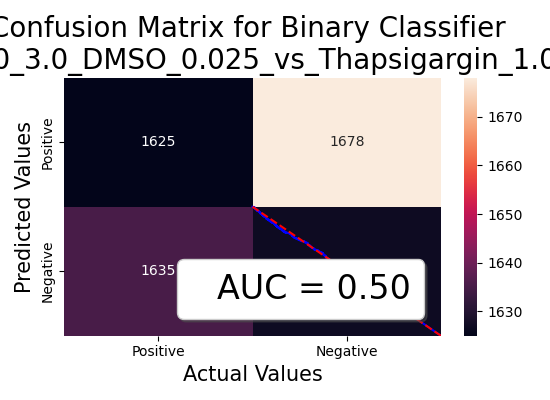 Confusion Matrix for Binary Classifier
0_3.0_DMSO_0.025_vs_Thapsigargin_1.0
Predicted Values
Positive
Negative
1625
1678
1635
AUC = 0.50
Positive
Negative
Actual Values
1670
1660
1650
1640
1630